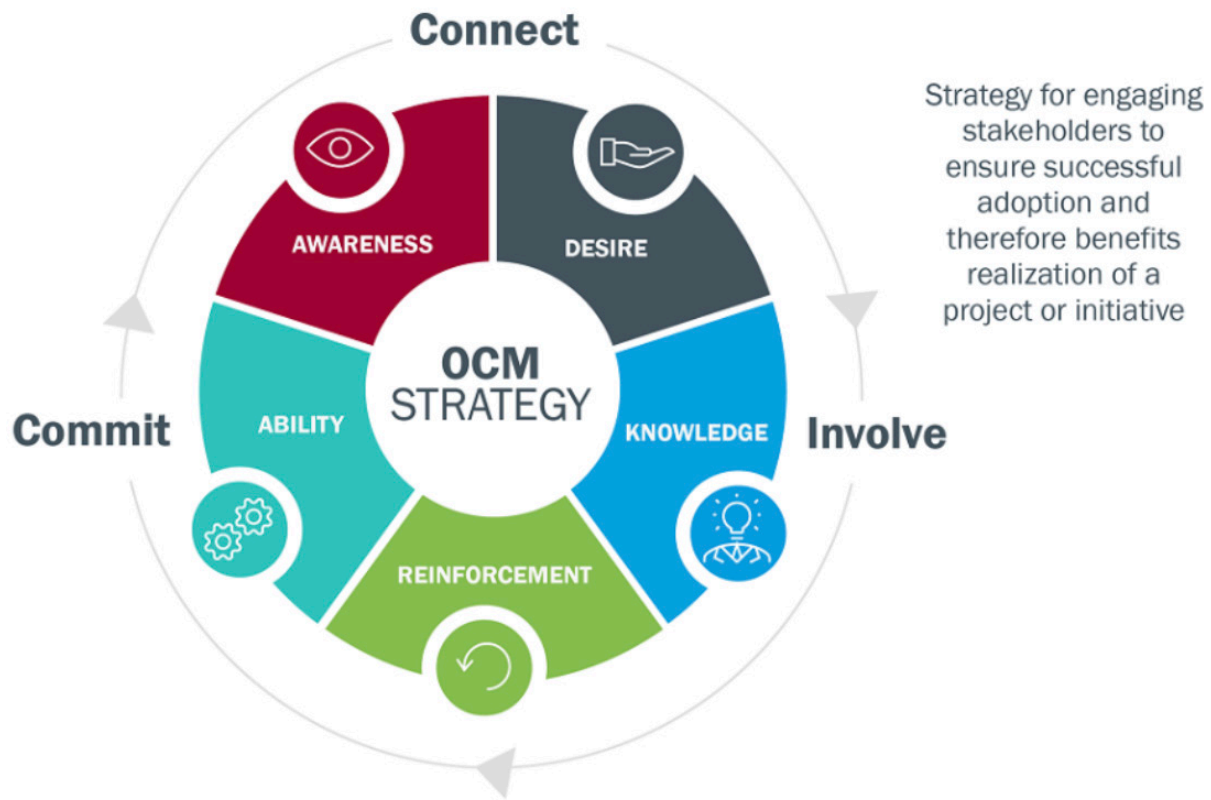 Connect
Strategy for engaging
stakeholders to
ensure successful
adoption and
therefore benefits
realization of a
project or initiative
AWARENESS
DESIRE
OCM
STRATEGY
Commit
ABILITY
KNOWLEDGE
Involve
REINFORCEMENT